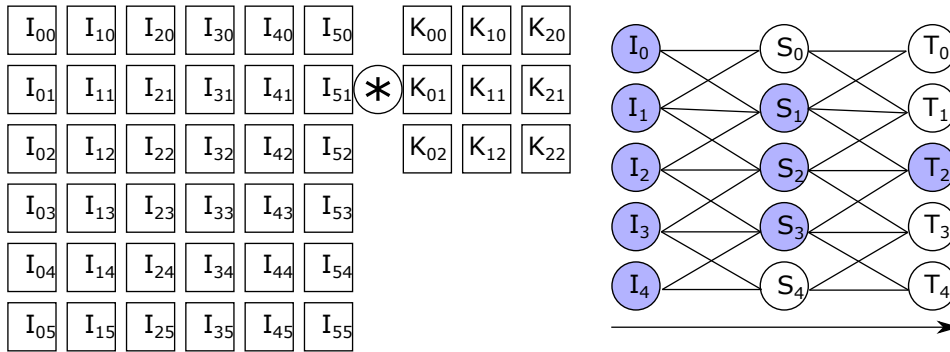 I00 I10 I20 I30 I40 I50 K00 K10 K20
I01 I11 I21 I31 I41 I51 * K01 K11 K21
I02 I12 I22 I32 I42 I52 K02 K12 K22
I03 I13 I23 I33 I43 I53
I04 I14 I24 I34 I44 I54
I05 I15 I25 I35 I45 I55
I0 S0 T0
I1 S1 T1
I2 S2 T2
I3 S3 T3
I4 S4 T4